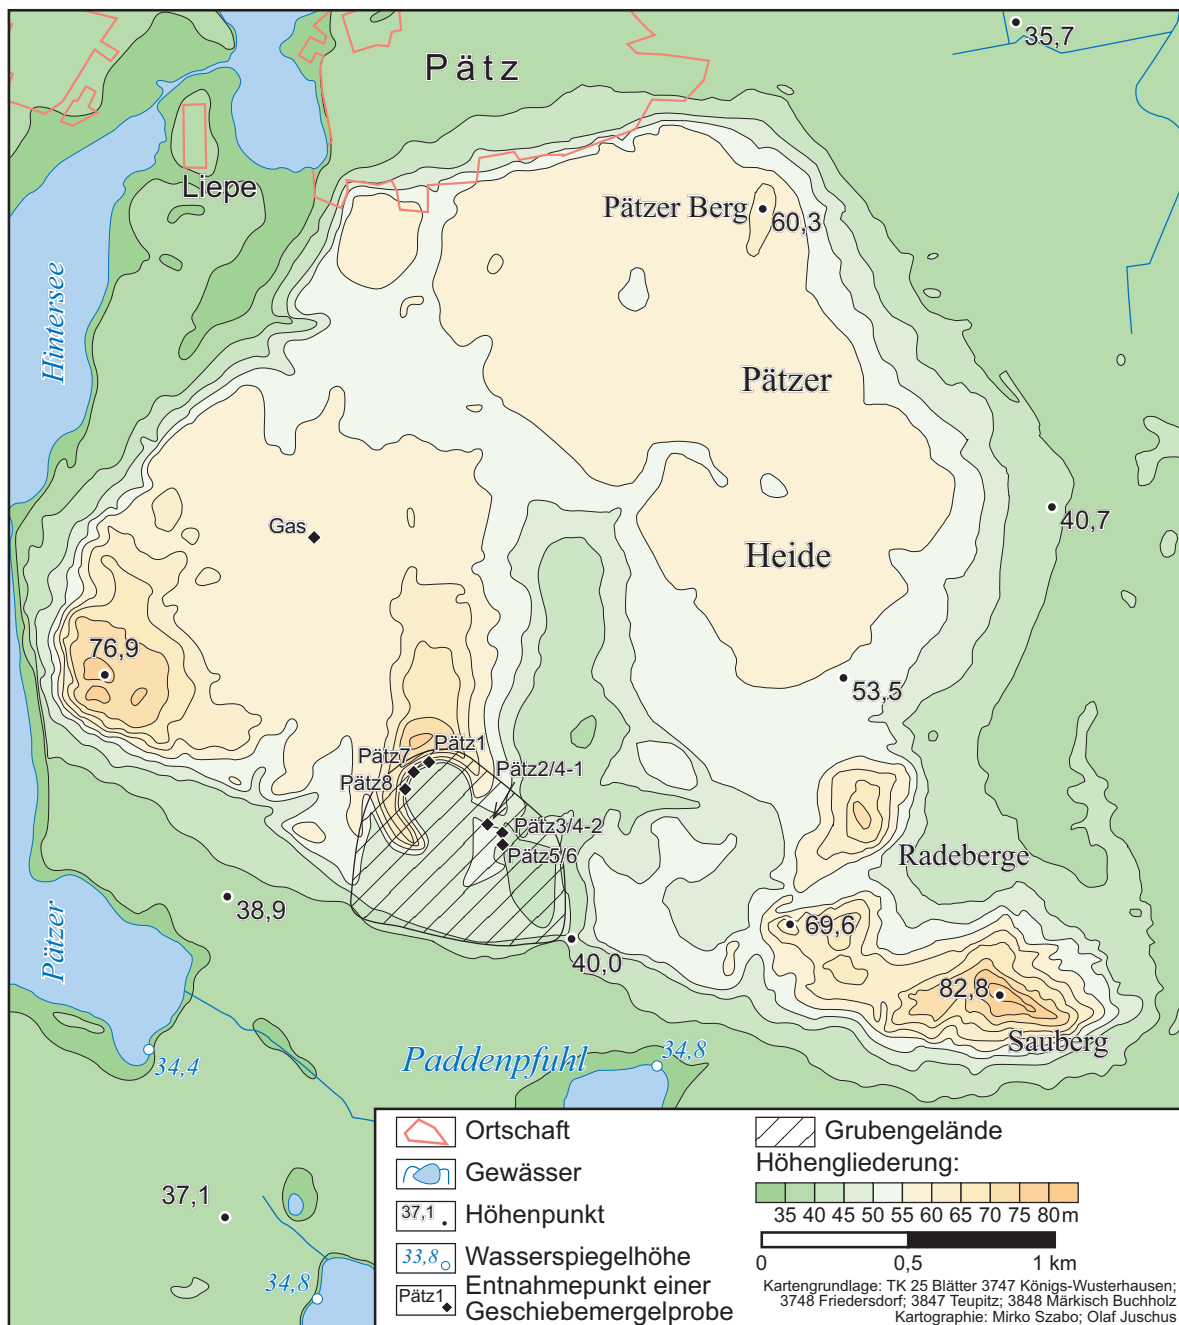 35,7
Pätz
Liepe
Pätzer Berg
60,3
Hintersee
Pätzer
40,7
Gas
Heide
76,9
53,5
Pätz7
Pätz1
Pätz8
Pätz2/4-1
Pätz3/4-2
Pätz5/6
Radeberge
38,9
69,6
Pätzer
40,0
82,8
Sauberg
34,4
Paddenpfuhl
34,8
37,1
34,8
Ortschaft
Gewässer
37,1
Höhenpunkt
33,8
Wasserspiegelhöhe
Pätz1
Entnahmepunkt einer
Geschiebemergelprobe
Grubengelände
Höhengliederung:
35 40 45 50 55 60 65 70 75 80 m
0 0,5 1 km
Kartengrundlage: TK 25 Blätter 3747 Königs-Wusterhausen;
3748 Friedersdorf; 3847 Teupitz; 3848 Märkisch Buchholz
Kartographie: Mirko Szabo; Olaf Juschus